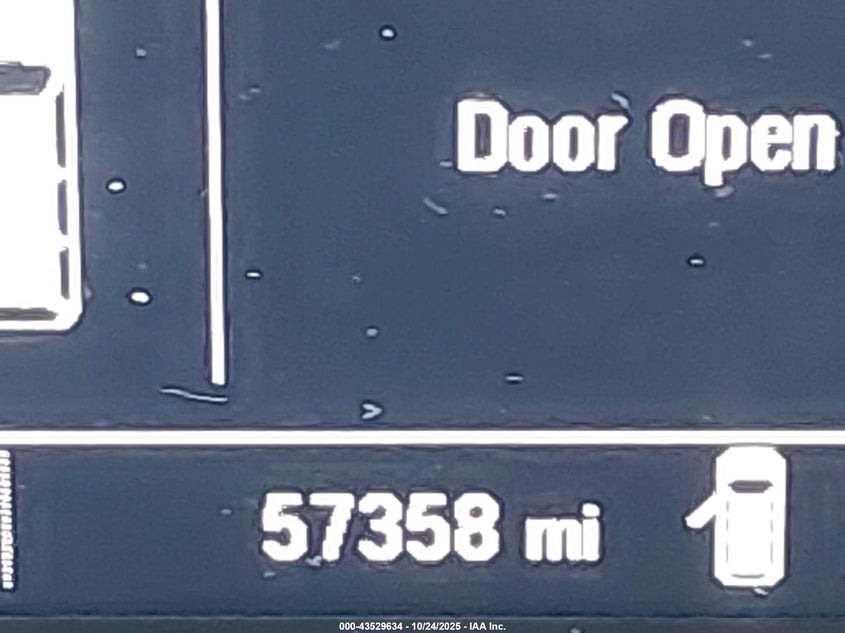 Door Open
57358 mi
000-43529634 - 10/24/2025 - IAA Inc.